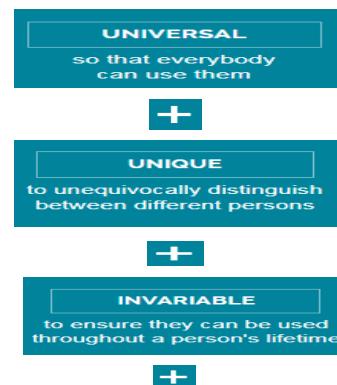 UNIVERSAL
so that everybody
can use them
+
UNIQUE
to unequivocally distinguish
between different persons
+
INVARIABLE
to ensure they can be used
throughout a person's lifetime
+